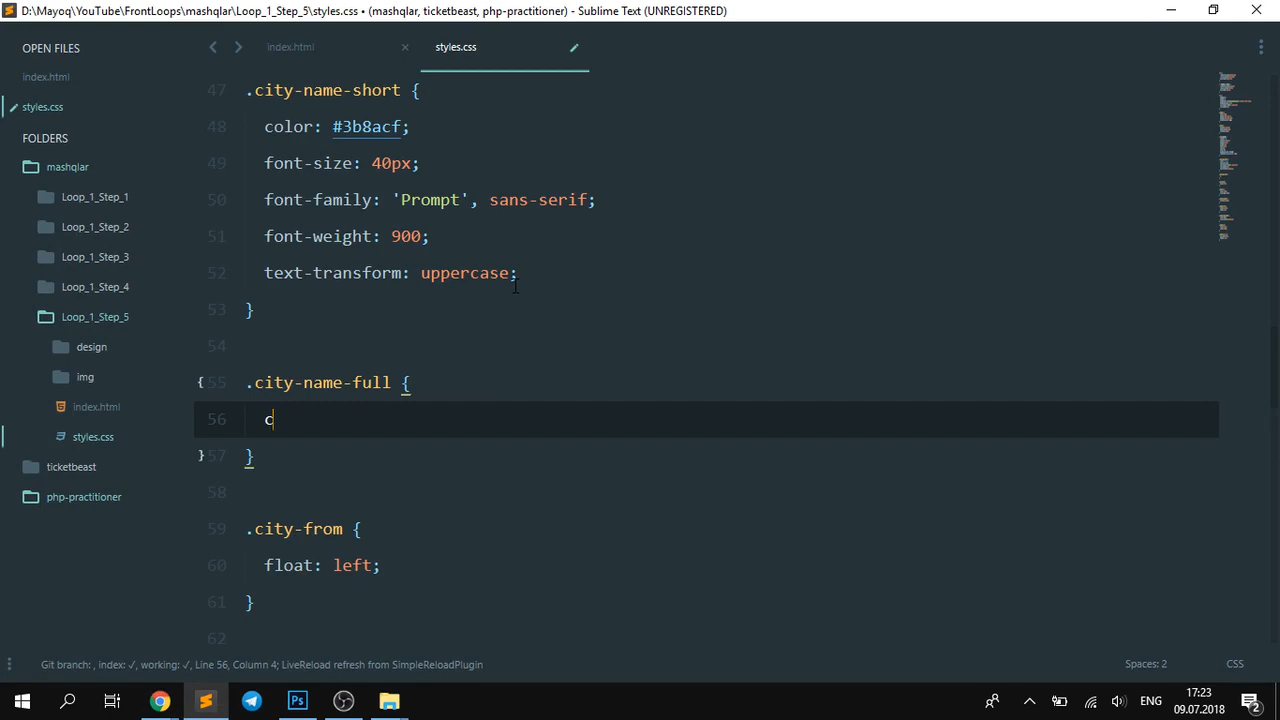 D:\Mayoq\YouTube\FrontLoops\mashqlar\Loop_1_Step_5\styles.css • (mashqlar, ticketbeast, php-practitioner) - Sublime Text (UNREGISTERED)
OPEN FILES
index.html
styles.css
FOLDERS
mashqlar
Loop_1_Step_1
Loop_1_Step_2
Loop_1_Step_3
Loop_1_Step_4
Loop_1_Step_5
design
img
index.html
styles.css
ticketbeast
php-practitioner
index.html
styles.css
47 .city-name-short {
48 color: #3b8acf;
49 font-size: 40px;
50 font-family: 'Prompt', sans-serif;
51 font-weight: 900;
52 text-transform: uppercase;
53 }
54
55 .city-name-full {
56 c
57 }
58
59 .city-from {
60 float: left;
61 }
62
Git branch: , index: ✓, working: ✓, Line 56, Column 4; LiveReload refresh from SimpleReloadPlugin
Spaces: 2
CSS
ENG
17:23
09.07.2018
2